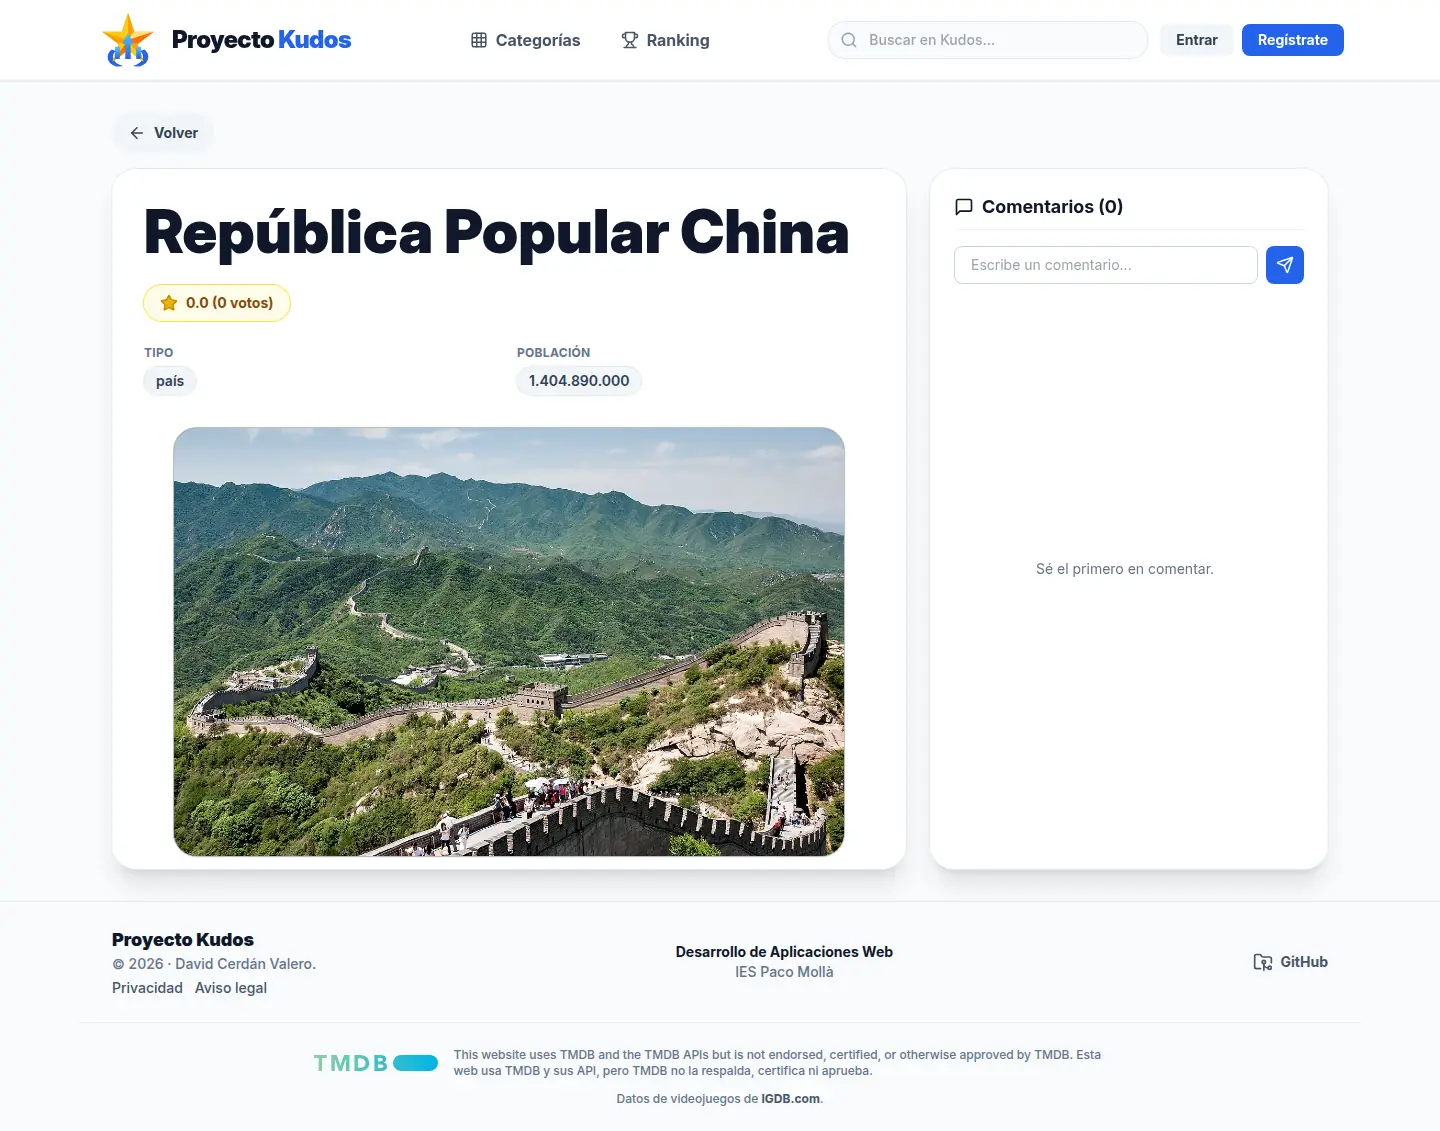 Proyecto Kudos
Categorías
Ranking
Buscar en Kudos...
Entrar
Regístrate
Volver
República Popular China
0.0 (0 votos)
TIPO
país
POBLACIÓN
1.404.890.000
Comentarios (0)
Escribe un comentario...
Sé el primero en comentar.
Proyecto Kudos
© 2026 · David Cerdán Valero.
Privacidad Aviso legal
Desarrollo de Aplicaciones Web
IES Paco Mollà
GitHub
TMDB
This website uses TMDB and the TMDB APIs but is not endorsed, certified, or otherwise approved by TMDB. Esta
web usa TMDB y sus API, pero TMDB no la respalda, certifica ni aprueba.
Datos de videojuegos de IGDB.com.